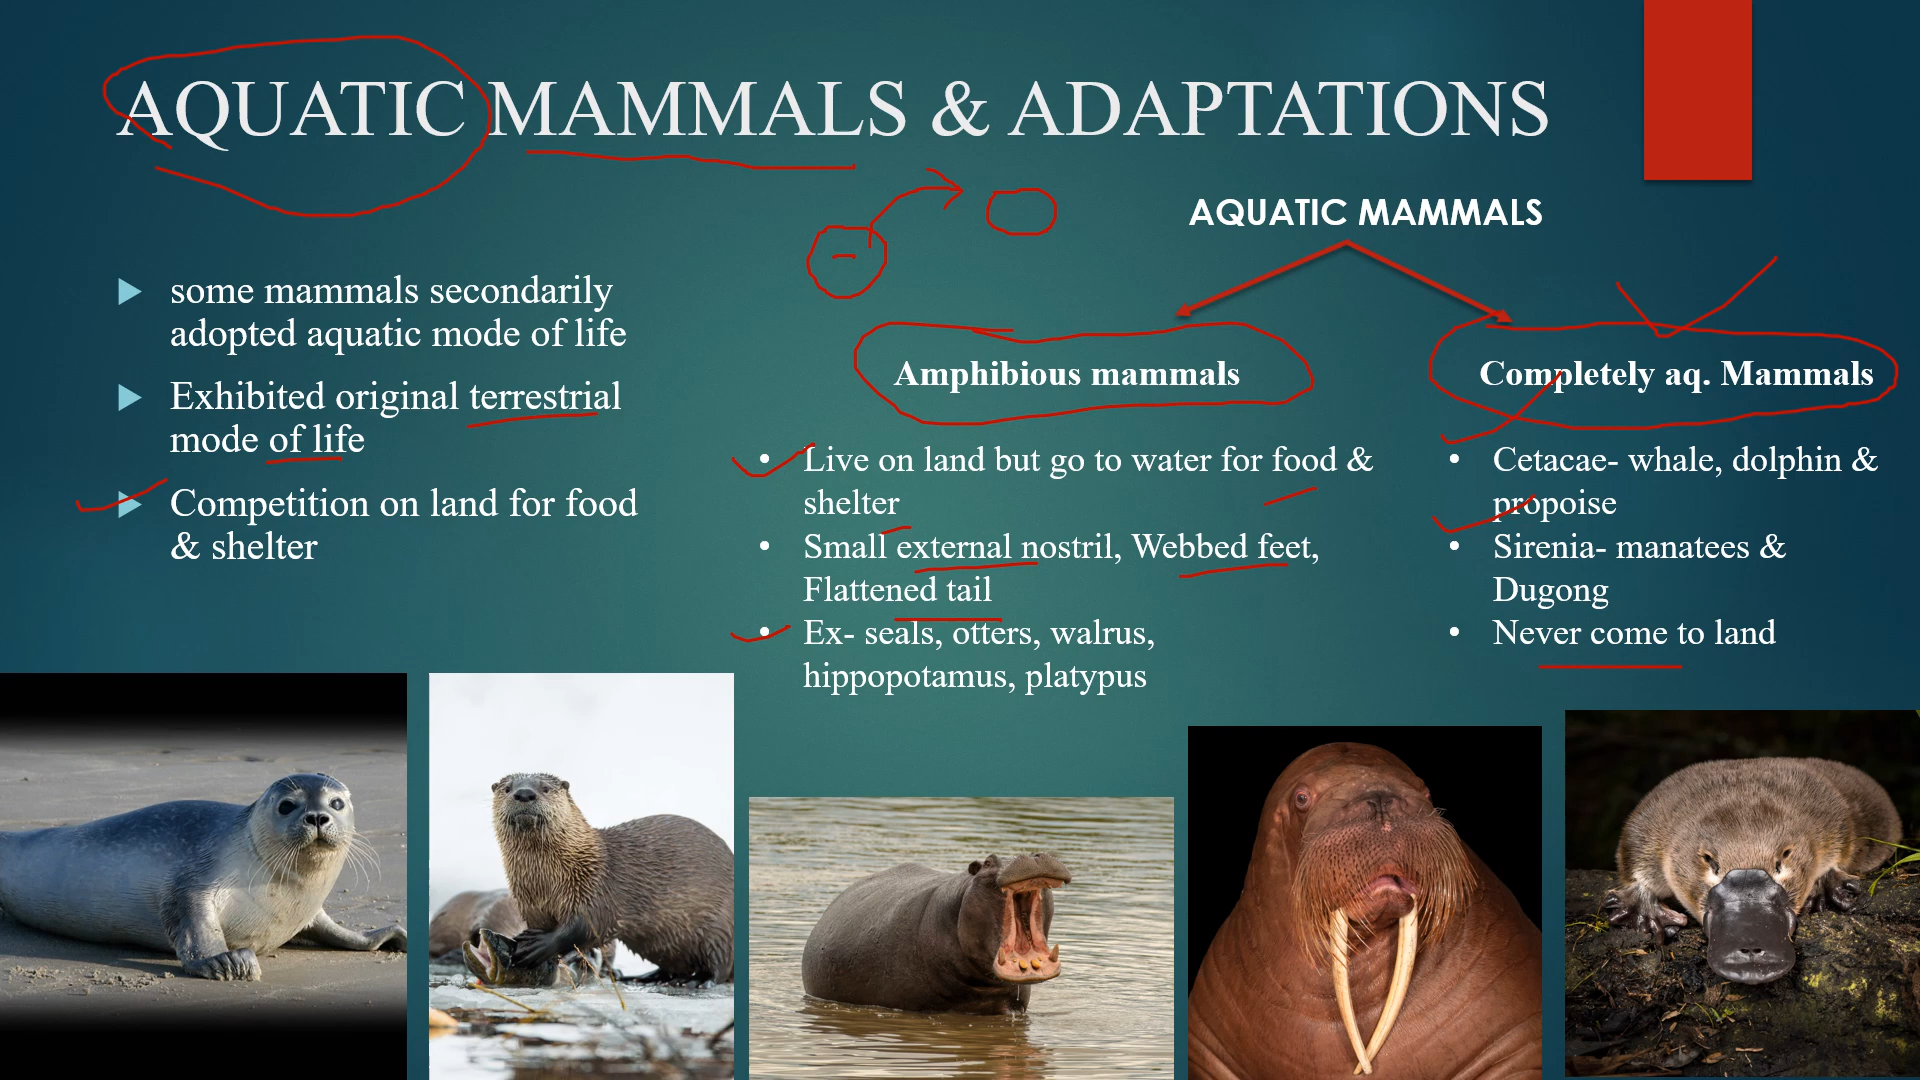 AQUATIC MAMMALS & ADAPTATIONS
some mammals secondarily
adopted aquatic mode of life
Exhibited original terrestrial
mode of life
Competition on land for food
& shelter
AQUATIC MAMMALS
Amphibious mammals
Live on land but go to water for food &
shelter
Small external nostril, Webbed feet,
Flattened tail
Ex- seals, otters, walrus,
hippopotamus, platypus
Completely aq. Mammals
Cetacae- whale, dolphin &
propoise
Sirenia- manatees &
Dugong
Never come to land